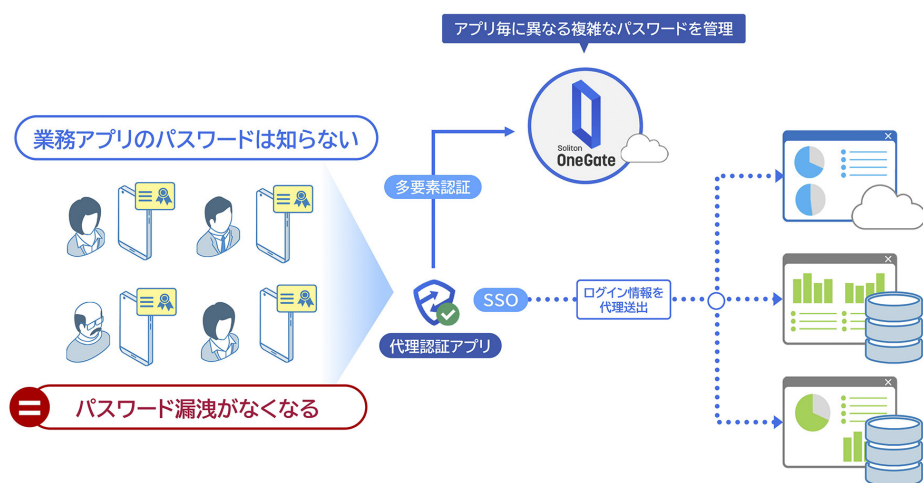 アプリ毎に異なる複雑なパスワードを管理
業務アプリのパスワードは知らない
Soliton
OneGate
多要素認証
SSO
ログイン情報を
代理送出
代理認証アプリ
パスワード漏洩がなくなる